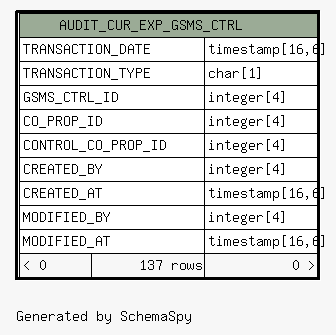 AUDIT_CUR_EXP_GSMS_CTRL
TRANSACTION_DATE timestamp[16,6]
TRANSACTION_TYPE char[1]
GSMS_CTRL_ID integer[4]
CO_PROP_ID integer[4]
CONTROL_CO_PROP_ID integer[4]
CREATED_BY integer[4]
CREATED_AT timestamp[16,6]
MODIFIED_BY integer[4]
MODIFIED_AT timestamp[16,6]
< 0 137 rows 0 >
Generated by SchemaSpy